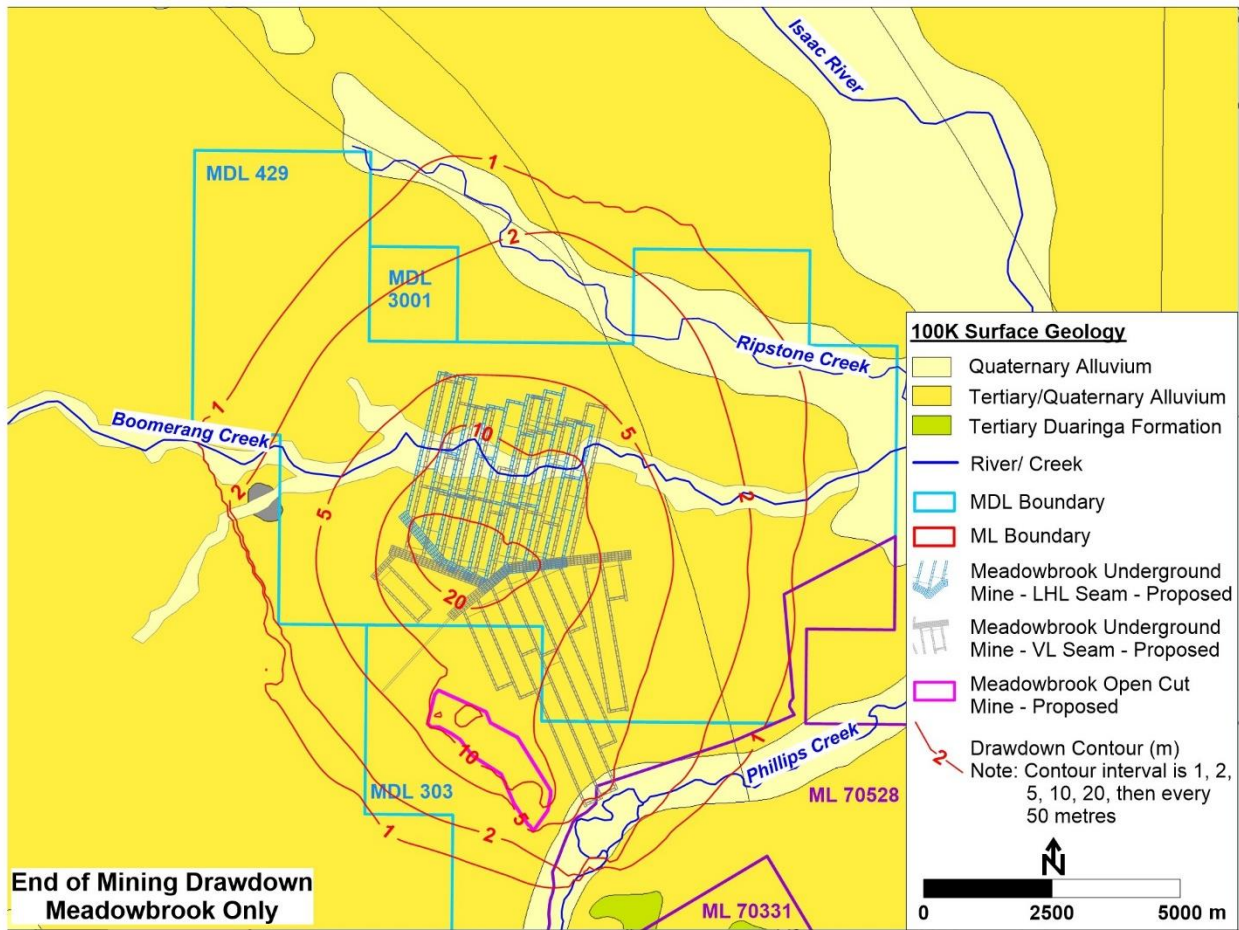 Isaac River
1
MDL 429
2
MDL
3001
Ripstone Creek
1
Boomerang Creek
10
5
2
5
2
20
10
MDL 303
5
1
2
1
Phillips Creek
ML 70528
ML 70331
End of Mining Drawdown
Meadowbrook Only
100K Surface Geology
Quaternary Alluvium
Tertiary/Quaternary Alluvium
Tertiary Duaringa Formation
River/ Creek
MDL Boundary
ML Boundary
Meadowbrook Underground
Mine - LHL Seam - Proposed
Meadowbrook Underground
Mine - VL Seam - Proposed
Meadowbrook Open Cut
Mine - Proposed
2
Drawdown Contour (m)
Note: Contour interval is 1, 2,
5, 10, 20, then every
50 metres
N
0 2500 5000 m